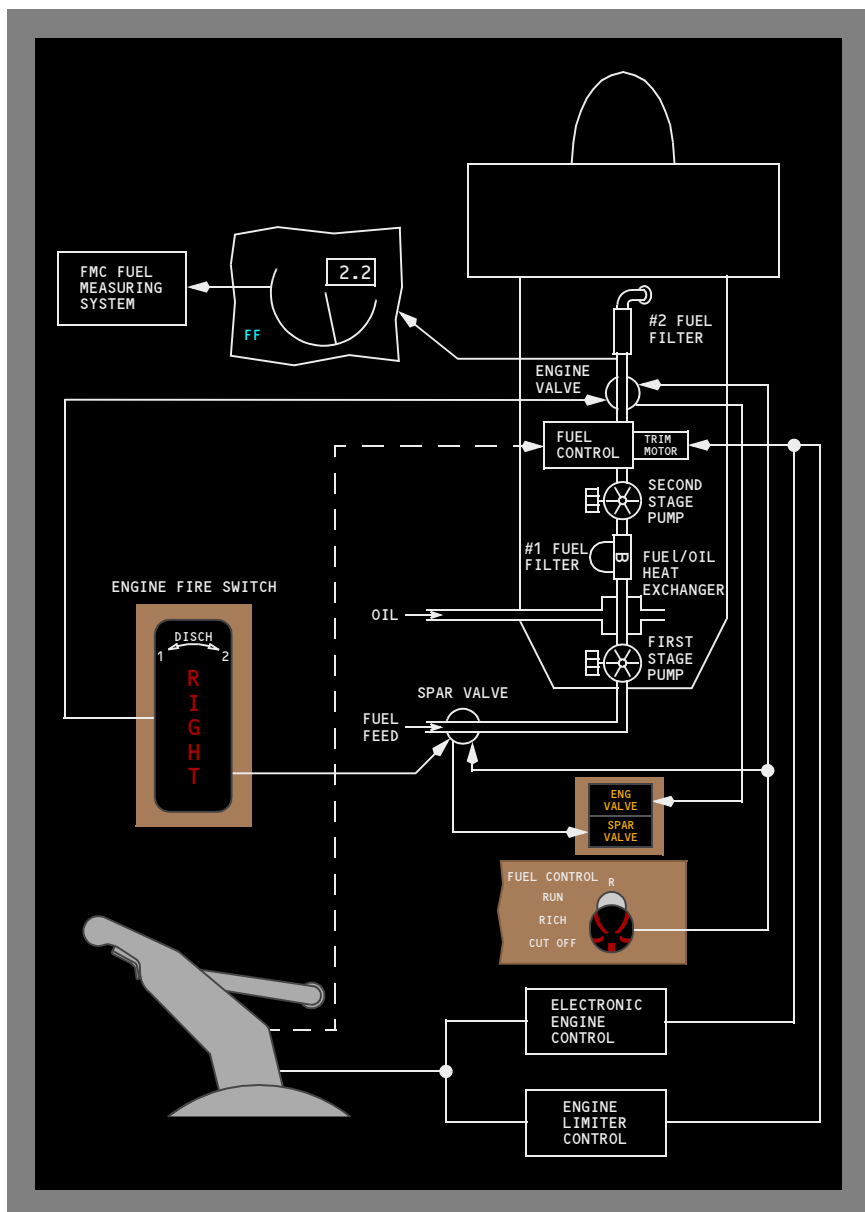 FMC FUEL
MEASURING
SYSTEM
2.2
FF
#2 FUEL
FILTER
ENGINE
VALVE
FUEL
CONTROL
TRIM
MOTOR
SECOND
STAGE
PUMP
#1 FUEL
FILTER
B
FUEl/OIL
HEAT
EXCHANGER
ENGINE FIRE SWITCH
DISCH
1
2
R
I
G
H
T
OIL
FIRST
STAGE
PUMP
SPAR VALVE
FUEL
FEED
ENG
VALVE
SPAR
VALVE
FUEL CONTROL
R
RUN
RICH
CUT OFF
ELECTRONIC
ENGINE
CONTROL
ENGINE
LIMITER
CONTROL